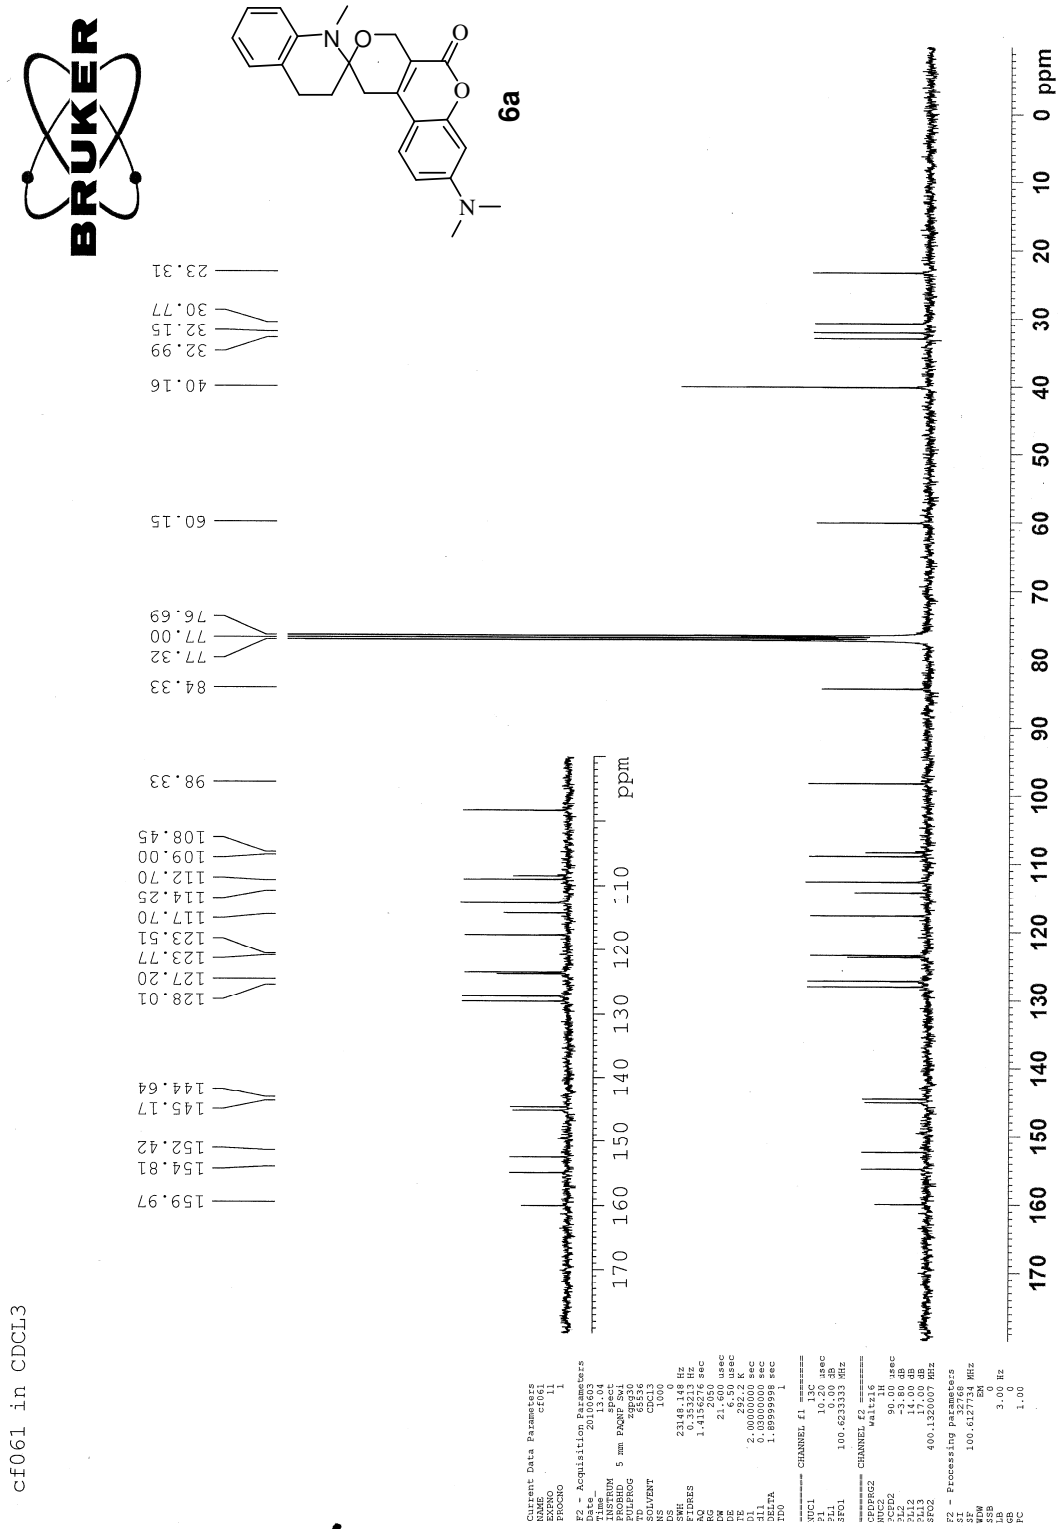 cf061 in CDCL3
BRUKER
N
O
O
O
N
6a
159.97
154.81
152.42
145.17
144.64
128.01
127.20
123.77
123.51
117.70
114.25
112.70
109.00
108.45
98.33
84.33
77.32
77.00
76.69
60.15
40.16
32.99
32.15
30.77
23.31
170 160 150 140 130 120 110 ppm
170 160 150 140 130 120 110 100 90 80 70 60 50 40 30 20 10 0 ppm
Current Data Parameters
NAME cf061
EXPNO 11
PROCNO 1
F2 - Acquisition Parameters
Date_ 20100603
Time 13.04
INSTRUM spect
PROBHD 5 mm PAQNP Swi
PULPROG zgpg30
TD 65536
SOLVENT CDCl3
NS 1000
DS 0
SWH 23148.148 Hz
FIDRES 0.353213 Hz
AQ 1.4156276 sec
RG 2050
DW 21.600 usec
DE 6.50 usec
TE 292.2 K
D1 2.00000000 sec
d11 0.03000000 sec
DELTA 1.89999998 sec
TD0 1
======== CHANNEL f1 ========
NUC1 13C
P1 10.20 usec
PL1 0.00 dB
SFO1 100.6233333 MHz
======== CHANNEL f2 ========
CPDPRG2 waltz16
NUC2 1H
PCPD2 90.00 usec
PL2 -3.80 dB
PL12 14.00 dB
PL13 17.00 dB
SFO2 400.1320007 MHz
F2 - Processing parameters
SI 32768
SF 100.6127734 MHz
WDW EM
SSB 0
LB 3.00 Hz
GB 0
PC 1.00